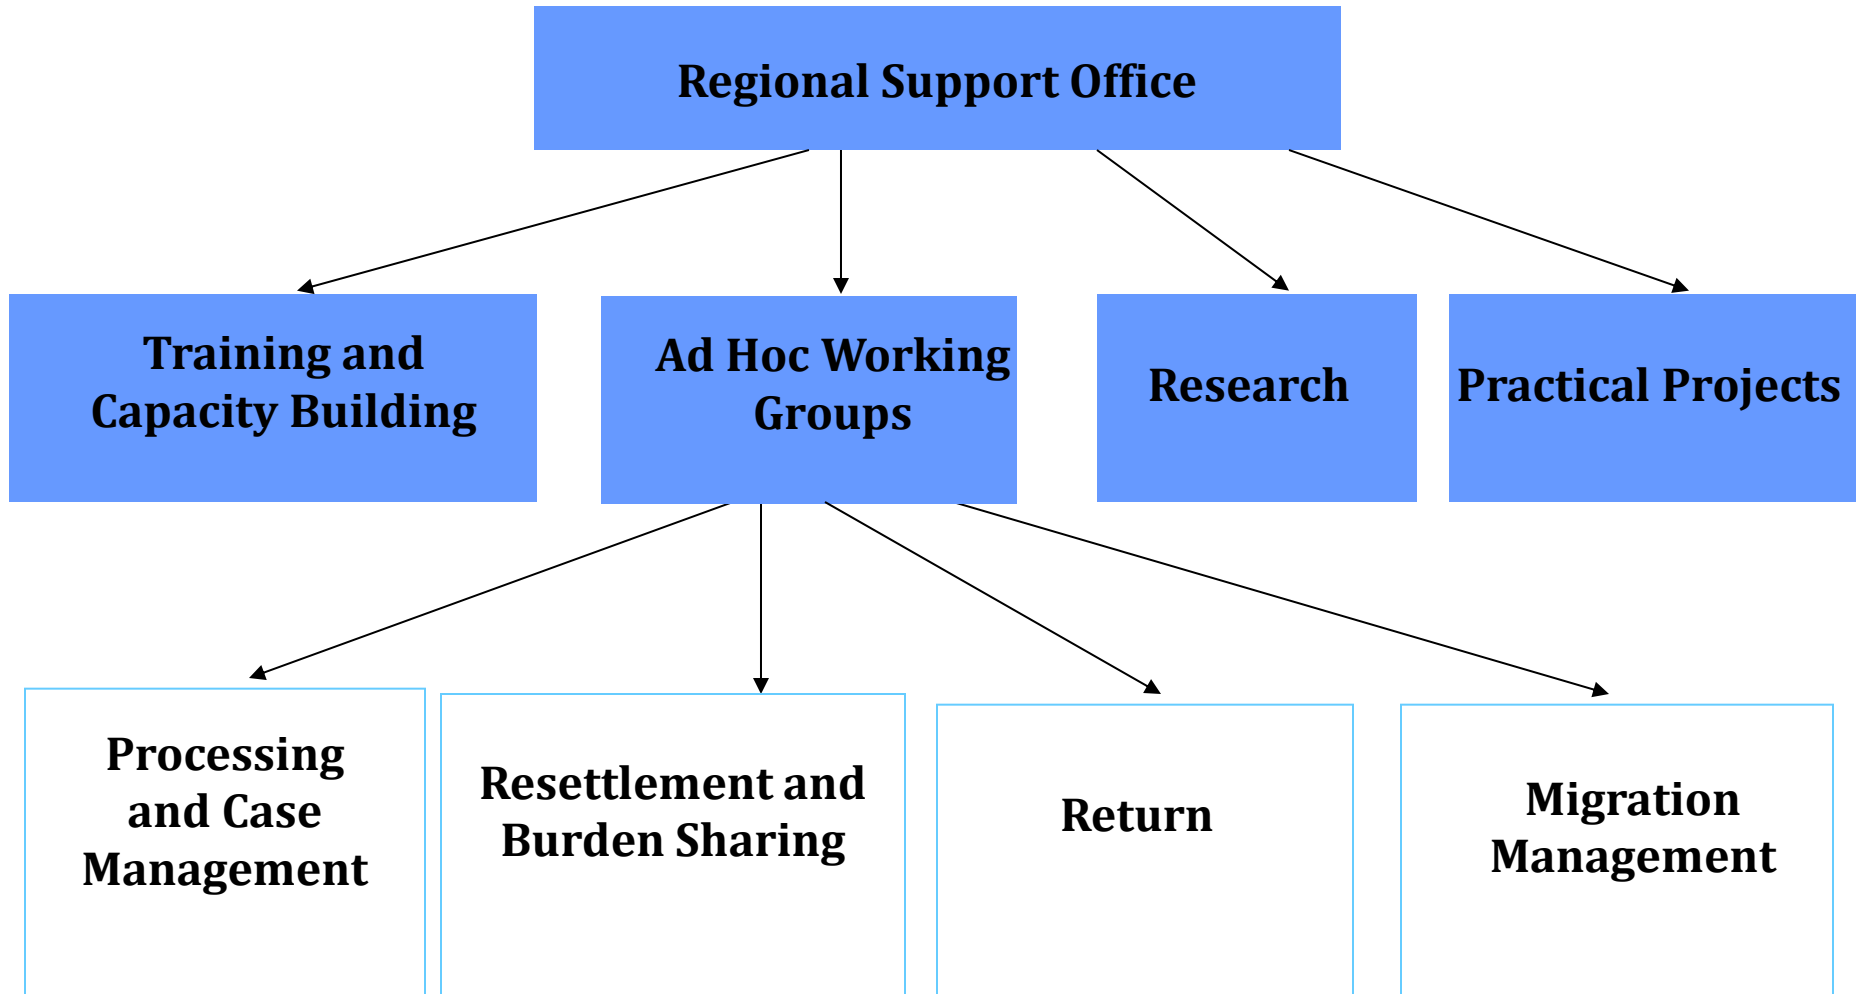 Regional Support Office
Training and
Capacity Building
Ad Hoc Working
Groups
Research
Practical Projects
Processing
and Case
Management
Resettlement and
Burden Sharing
Return
Migration
Management